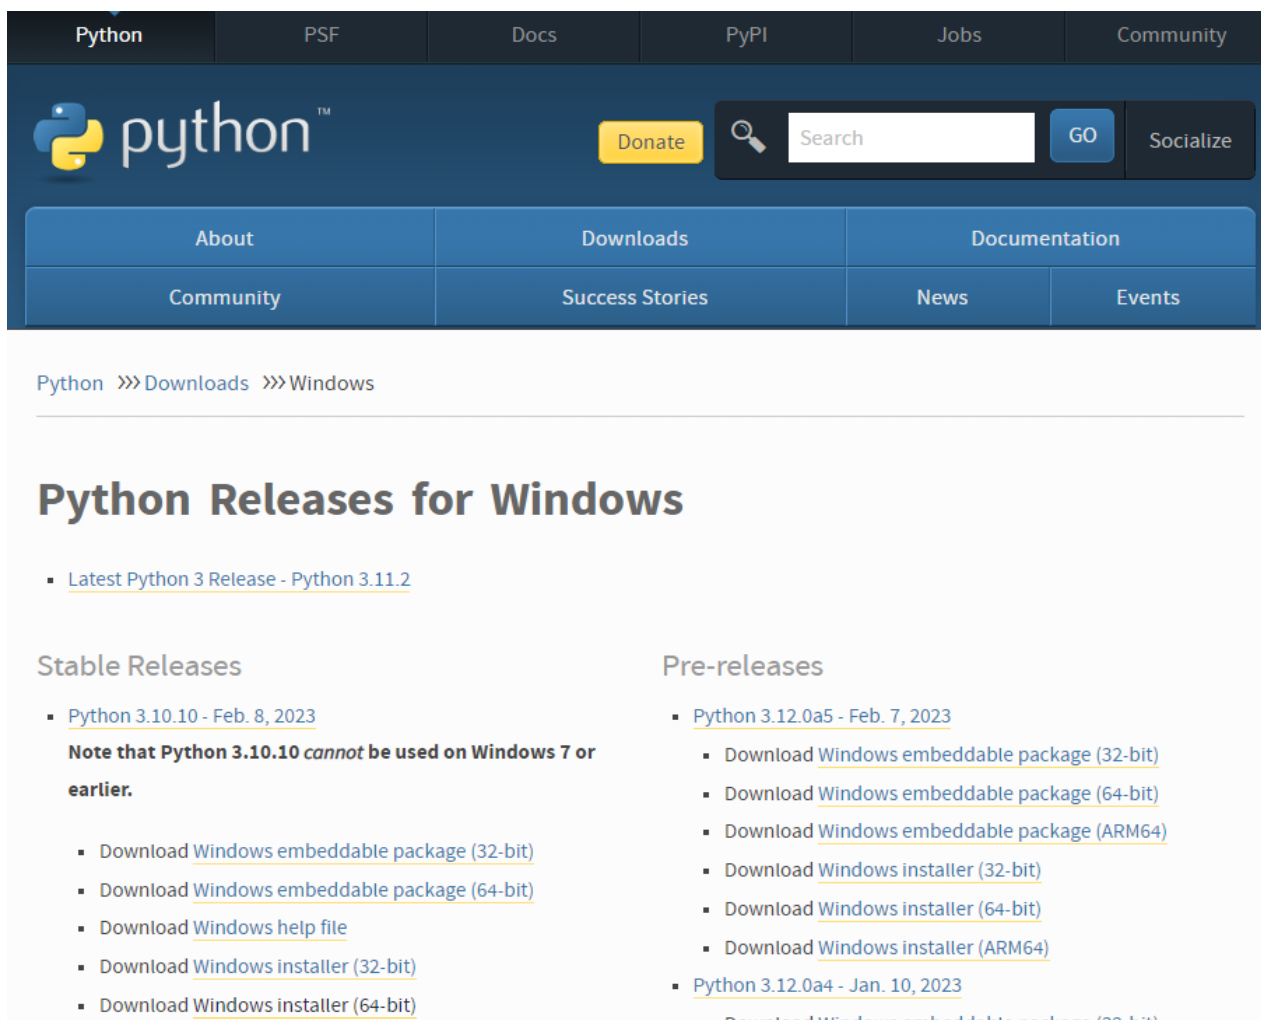 Python PSF Docs PyPI Jobs Community
python™ Donate Search GO Socialize
About Downloads Documentation
Community Success Stories News Events
Python >>> Downloads >>> Windows
Python Releases for Windows
Latest Python 3 Release - Python 3.11.2
Stable Releases
Python 3.10.10 - Feb. 8, 2023
Note that Python 3.10.10 cannot be used on Windows 7 or
earlier.
Download Windows embeddable package (32-bit)
Download Windows embeddable package (64-bit)
Download Windows help file
Download Windows installer (32-bit)
Download Windows installer (64-bit)
Pre-releases
Python 3.12.0a5 - Feb. 7, 2023
Download Windows embeddable package (32-bit)
Download Windows embeddable package (64-bit)
Download Windows embeddable package (ARM64)
Download Windows installer (32-bit)
Download Windows installer (64-bit)
Download Windows installer (ARM64)
Python 3.12.0a4 - Jan. 10, 2023
Download Windows embeddable package (32-bit)